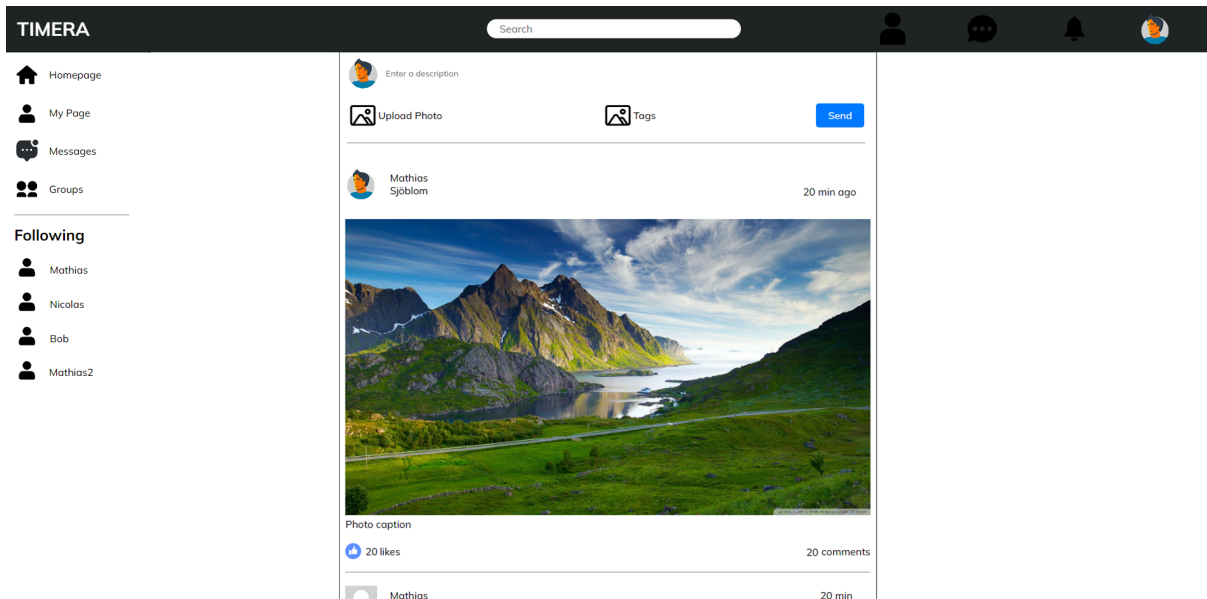 TIMERA
Search
Homepage
My Page
Messages
Groups
Following
Mathias
Nicolas
Bob
Mathias2
Enter a description
Upload Photo
Tags
Send
Mathias
Sjöblom
20 min ago
Photo caption
20 likes
20 comments
Mathias
20 min